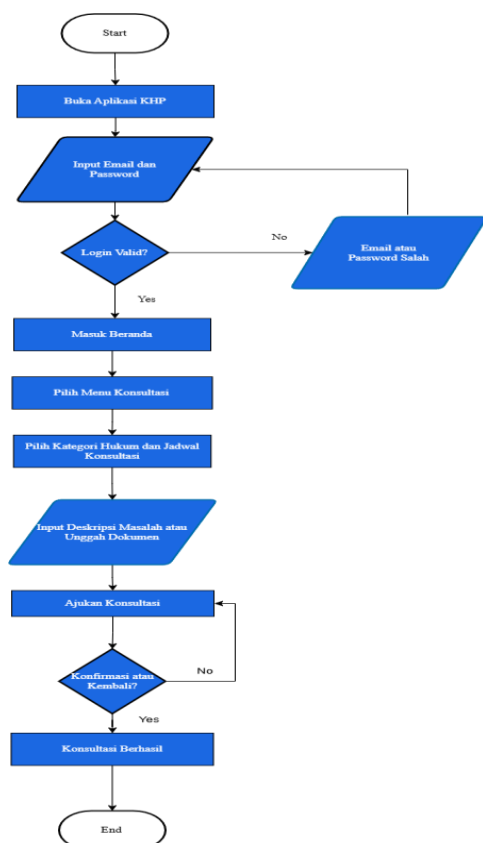 Start
Buka Aplikasi KHP
Input Email dan
Password
Login Valid?
No
Email atau
Password Salah
Yes
Masuk Beranda
Pilih Menu Konsultasi
Pilih Kategori Hukum dan Jadwal
Konsultasi
Input Deskripsi Masalah atau
Unggah Dokumen
Ajukan Konsultasi
Konfirmasi atau
Kembali?
No
Yes
Konsultasi Berhasil
End